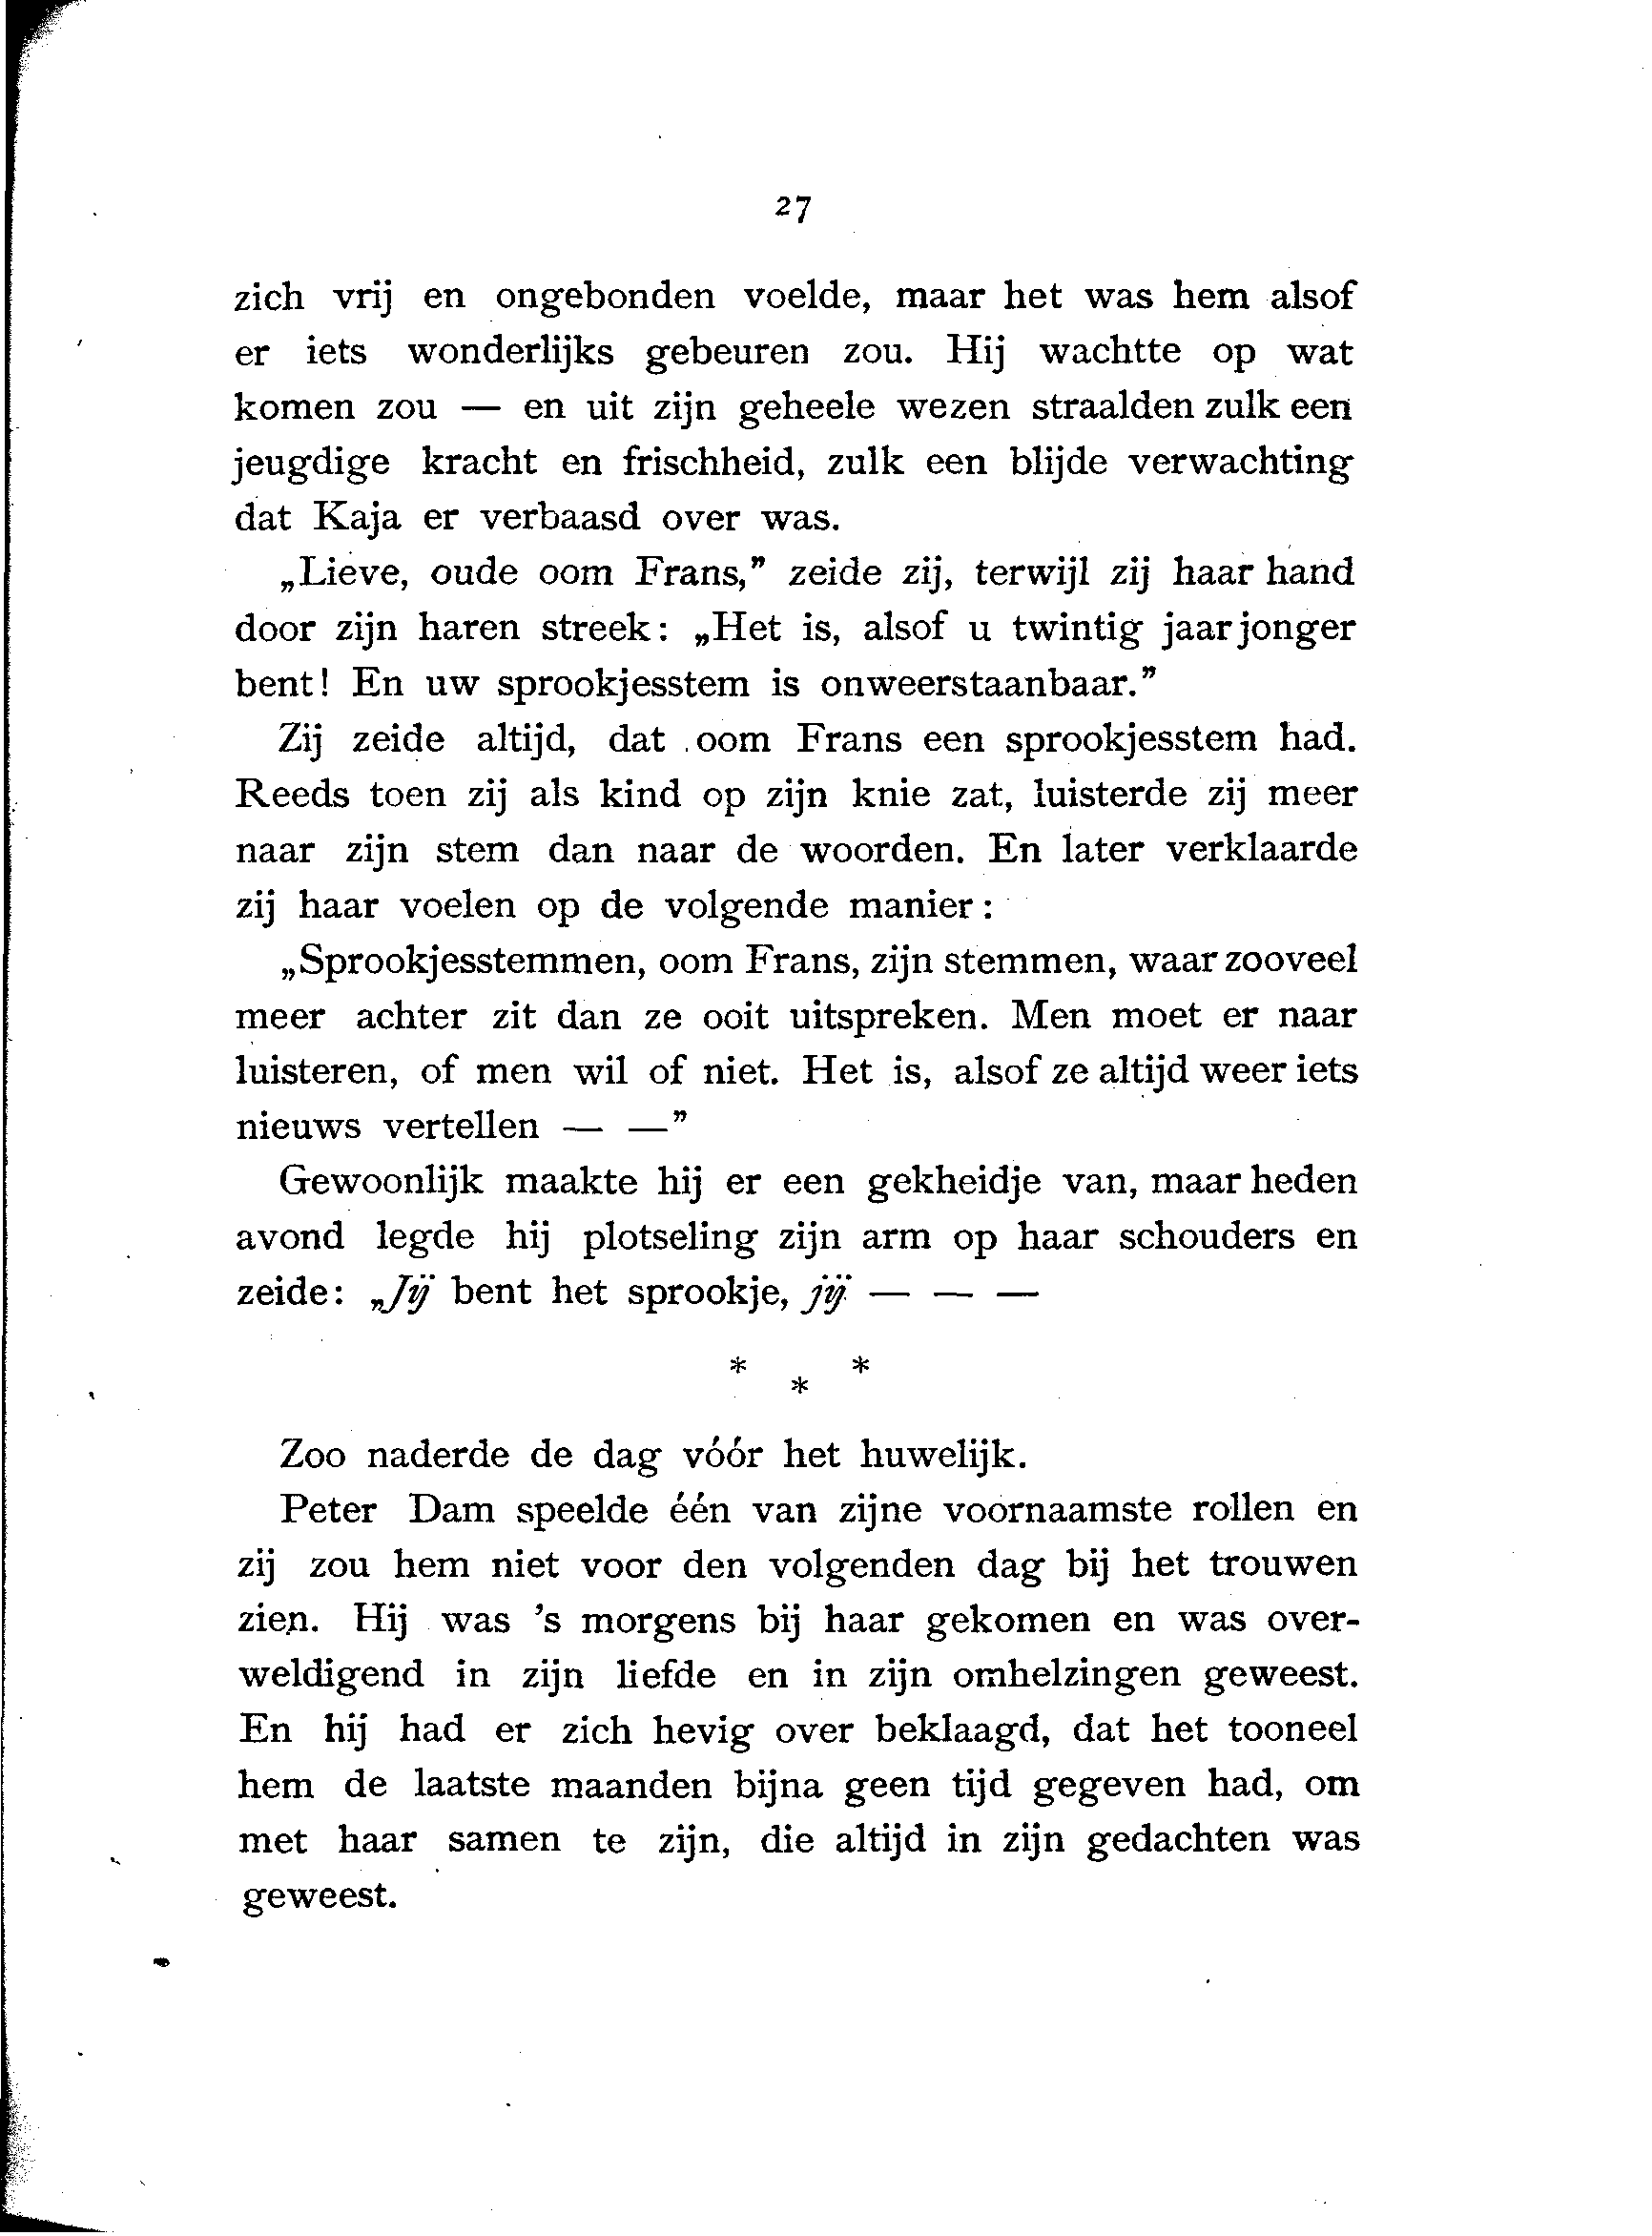 27
zich vrij en ongebonden voelde, maar het was hem alsof
er iets wonderlijks gebeuren zou. Hij wachtte op wat
komen zou — en uit zijn geheele wezen straalden zulk een
jeugdige kracht en frischheid, zulk een blijde verwachting
dat Kaja er verbaasd over was.
„Lieve, oude oom Frans,” zeide zij, terwijl zij haar hand
door zijn haren streek: „Het is, alsof u twintig jaar jonger
bent! En uw sprookjesstem is onweerstaanbaar.”
Zij zeide altijd, dat oom Frans een sprookjesstem had.
Reeds toen zij als kind op zijn knie zat, luisterde zij meer
naar zijn stem dan naar de woorden. En later verklaarde
zij haar voelen op de volgende manier:
„Sprookjesstemmen, oom Frans, zijn stemmen, waar zooveel
meer achter zit dan ze ooit uitspreken. Men moet er naar
luisteren, of men wil of niet. Het is, alsof ze altijd weer iets
nieuws vertellen — —”
Gewoonlijk maakte hij er een gekheidje van, maar heden
avond legde hij plotseling zijn arm op haar schouders en
zeide: „Jij bent het sprookje, jij — — —
* * *
Zoo naderde de dag vóór het huwelijk.
Peter Dam speelde één van zijne voornaamste rollen en
zij zou hem niet voor den volgenden dag bij het trouwen
zien. Hij was 's morgens bij haar gekomen en was over-
weldigend in zijn liefde en in zijn omhelzingen geweest.
En hij had er zich hevig over beklaagd, dat het tooneel
hem de laatste maanden bijna geen tijd gegeven had, om
met haar samen te zijn, die altijd in zijn gedachten was
geweest.